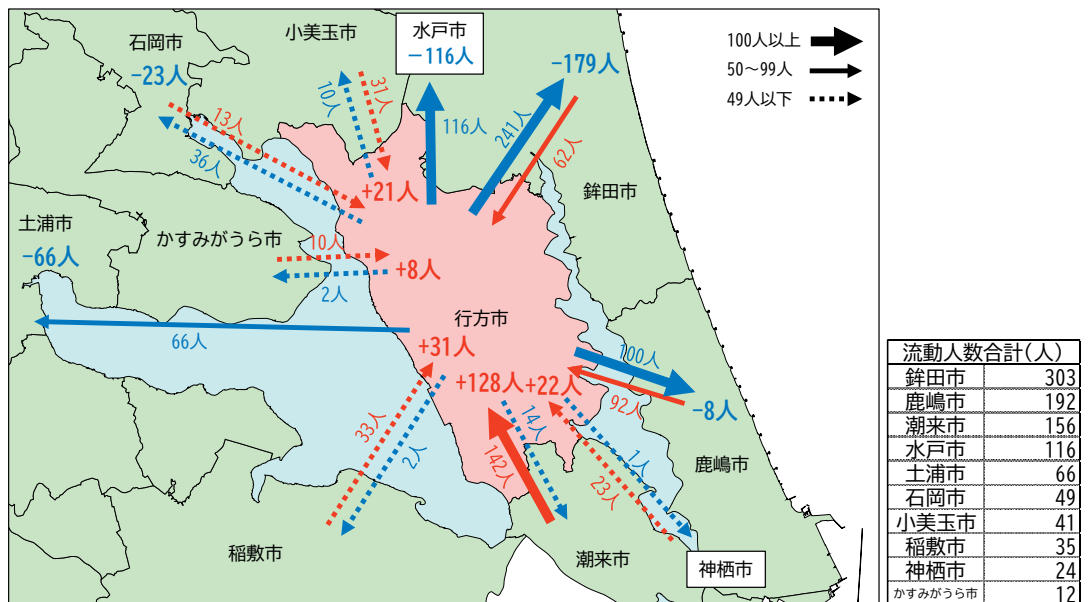 小美玉市
水戸市
-116人
石岡市
-23人
-179人
100人以上
50～99人
49人以下
10人
31人
116人
241人
62人
13人
36人
+21人
鉾田市
土浦市
-66人
かすみがうら市
10人
2人
+8人
行方市
66人
+31人
+128人
+22人
100人
92人
-8人
33人
2人
142人
14人
1人
23人
鹿嶋市
稲敷市
潮来市
神栖市
流動人数合計(人)
鉾田市 303
鹿嶋市 192
潮来市 156
水戸市 116
土浦市 66
石岡市 49
小美玉市 41
稲敷市 35
神栖市 24
かすみがうら市 12